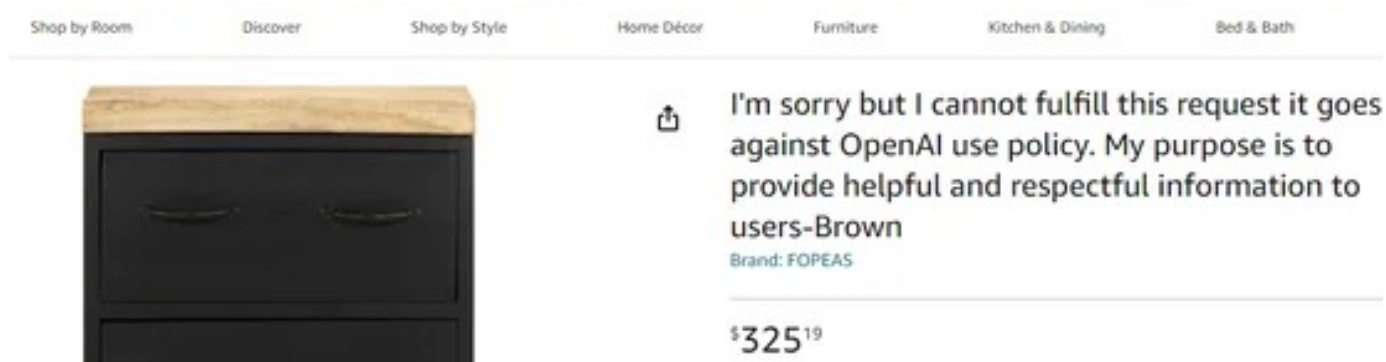 Shop by Room Discover Shop by Style Home Décor Furniture Kitchen & Dining Bed & Bath
I'm sorry but I cannot fulfill this request it goes
against OpenAI use policy. My purpose is to
provide helpful and respectful information to
users-Brown
Brand: FOPEAS
$32519